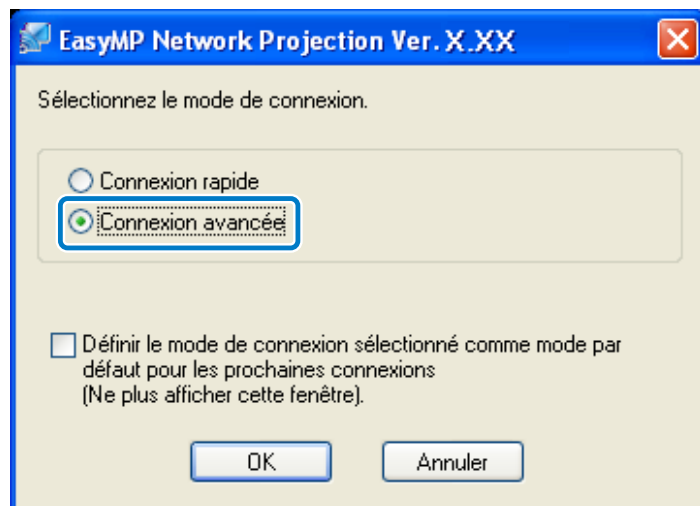 EasyMP Network Projection Ver. X.XX
Sélectionnez le mode de connexion.
Connexion rapide
Connexion avancée
Définir le mode de connexion sélectionné comme mode par
défaut pour les prochaines connexions
(Ne plus afficher cette fenêtre).
OK
Annuler